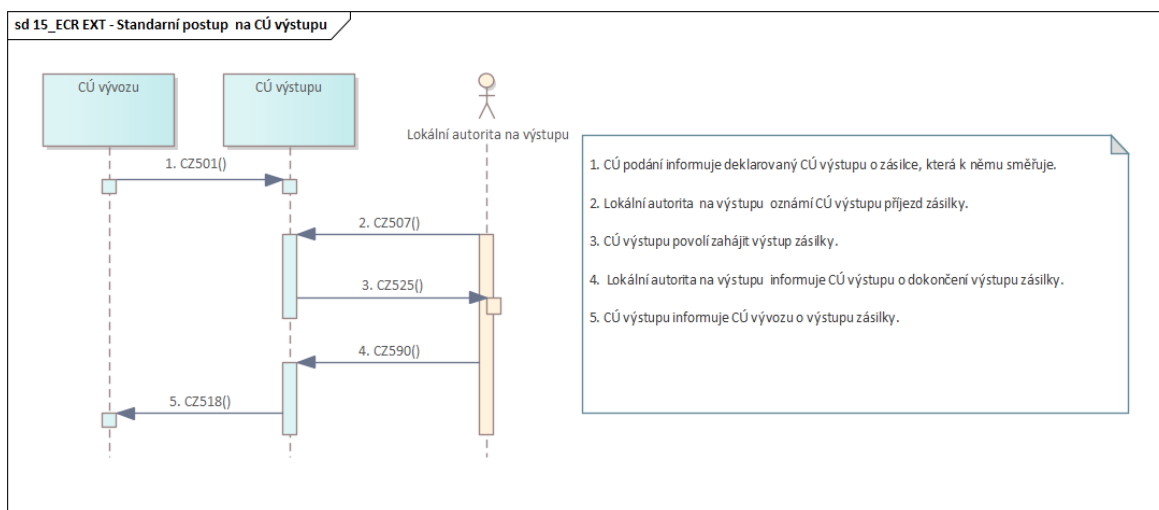 sd 15_ECR EXT - Standarní postup na CÚ výstupu
CÚ vývozu
CÚ výstupu
Lokální autorita na výstupu
1. CZ501()
2. CZ507()
3. CZ525()
4. CZ590()
5. CZ518()
1. CÚ podání informuje deklarovaný CÚ výstupu o zásilce, která k němu směřuje.
2. Lokální autorita na výstupu oznámí CÚ výstupu příjezd zásilky.
3. CÚ výstupu povolí zahájit výstup zásilky.
4. Lokální autorita na výstupu informuje CÚ výstupu o dokončení výstupu zásilky.
5. CÚ výstupu informuje CÚ vývozu o výstupu zásilky.